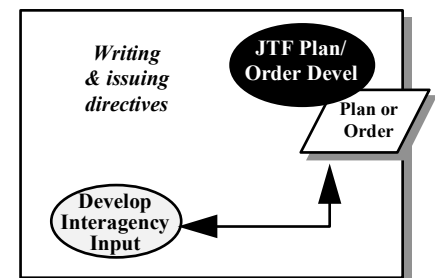 Writing
& issuing
directives
JTF Plan/
Order Devel
Plan or
Order
Develop
Interagency
Input